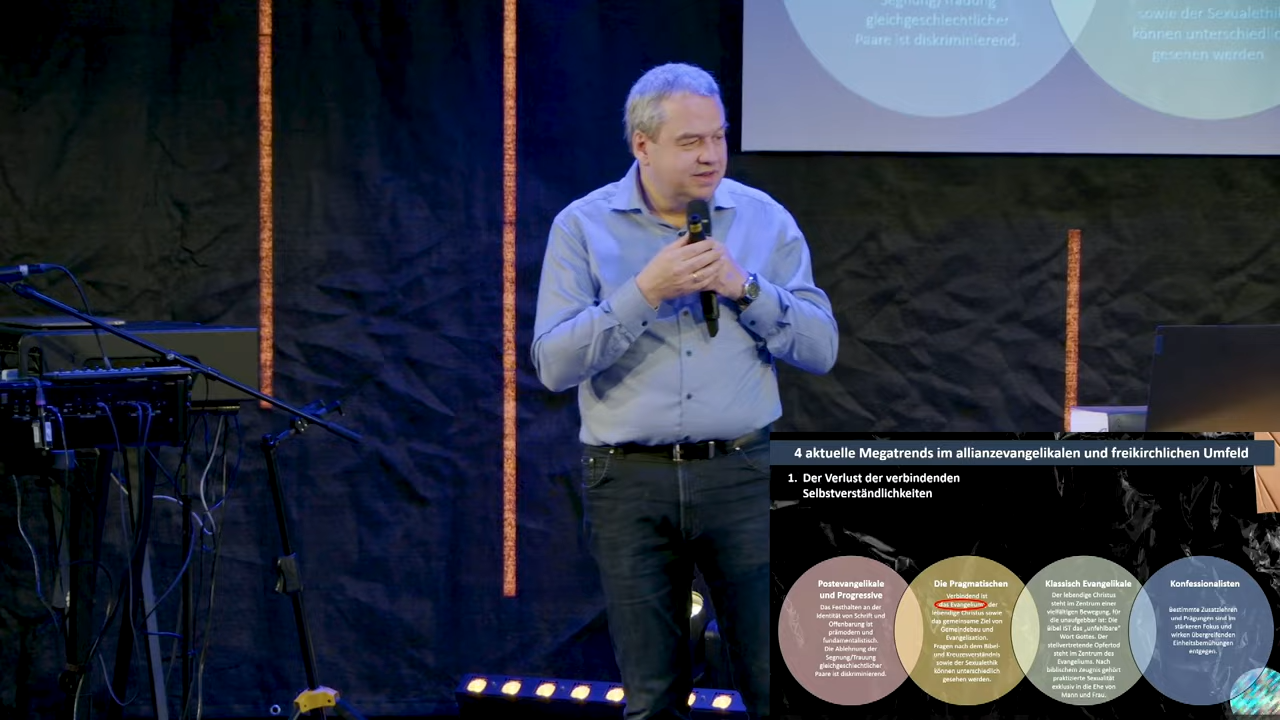 Segnung/Trauung
gleichgeschlechtlicher
Paare ist diskriminierend.
sowie der Sexualethik
können unterschiedlich
gesehen werden.
4 aktuelle Megatrends im allianzevangelikalen und freikirchlichen Umfeld
1. Der Verlust der verbindenden
Selbstverständlichkeiten
Postevangelikale
und Progressive
Das Festhalten an der
Identität von Schrift und
Offenbarung ist
prämodern und
fundamentalistisch.
Die Ablehnung der
Segnung/Trauung
gleichgeschlechtlicher
Paare ist diskriminierend.
Die Pragmatischen
Verbindend ist
das Evangelium, der
lebendige Christus sowie
das gemeinsame Ziel von
Gemeindebau und
Evangelisation.
Fragen nach dem Bibel-
und Kreuzesverständnis
sowie der Sexualethik
können unterschiedlich
gesehen werden.
Klassisch Evangelikale
Der lebendige Christus
steht im Zentrum einer
vielfältigen Bewegung, für
die unaufgebbar ist: Die
Bibel IST das „unfehlbare"
Wort Gottes. Der
stellvertretende Opfertod
steht im Zentrum des
Evangeliums. Nach
biblischem Zeugnis gehört
praktizierte Sexualität
exklusiv in die Ehe von
Mann und Frau.
Konfessionalisten
Bestimmte Zusatzlehren
und Prägungen sind im
stärkeren Fokus und
wirken übergreifenden
Einheitsbemühungen
entgegen.